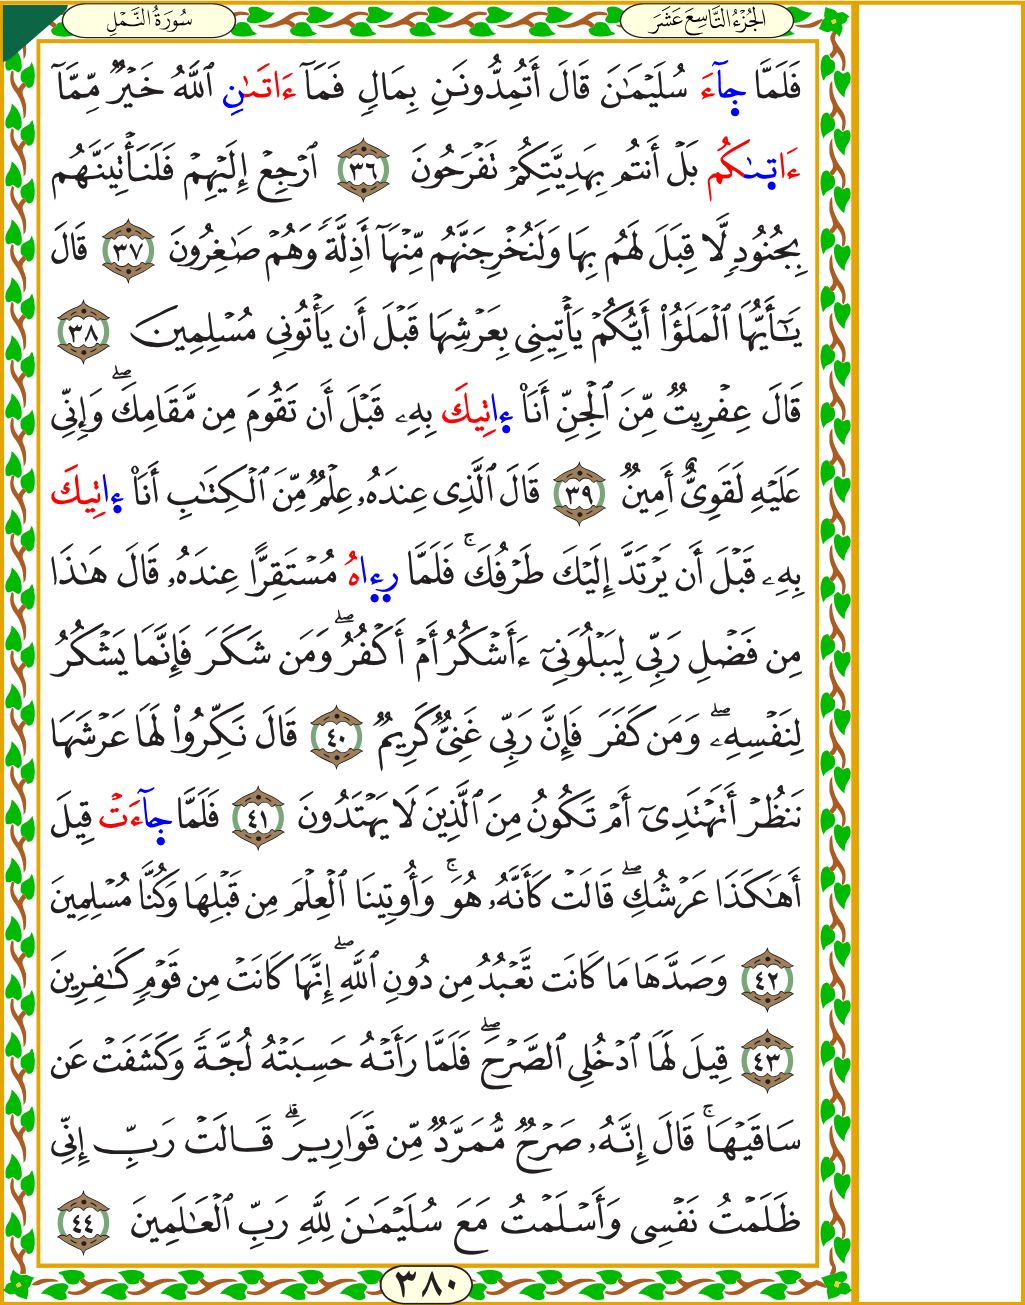 سُورَةُ النَّمْلِ
الجُزْءُ التَّاسِعَ عَشَرَ
فَلَمَّا جَآءَ سُلَيْمَٰنَ قَالَ أَتُمِدُّونَنِ بِمَالٍ فَمَآ ءَاتَىٰنِ ٱللَّهُ خَيْرٌ مِّمَّآ
ءَاتَىٰكُم بَلْ أَنتُم بِهَدِيَّتِكُمْ تَفْرَحُونَ ٣٦ ٱرْجِعْ إِلَيْهِمْ فَلَنَأْتِيَنَّهُم
بِجُنُودٍ لَّا قِبَلَ لَهُم بِهَا وَلَنُخْرِجَنَّهُم مِّنْهَآ أَذِلَّةً وَهُمْ صَٰغِرُونَ ٣٧ قَالَ
يَٰٓأَيُّهَا ٱلْمَلَؤُا۟ أَيُّكُمْ يَأْتِينِى بِعَرْشِهَا قَبْلَ أَن يَأْتُونِى مُسْلِمِينَ ٣٨
قَالَ عِفْرِيتٌ مِّنَ ٱلْجِنِّ أَنَا۠ ءَاتِيكَ بِهِۦ قَبْلَ أَن تَقُومَ مِن مَّقَامِكَ ۖ وَإِنِّى
عَلَيْهِ لَقَوِىٌّ أَمِينٌ ٣٩ قَالَ ٱلَّذِى عِندَهُۥ عِلْمٌ مِّنَ ٱلْكِتَٰبِ أَنَا۠ ءَاتِيكَ
بِهِۦ قَبْلَ أَن يَرْتَدَّ إِلَيْكَ طَرْفُكَ ۚ فَلَمَّا رءاهُ مُسْتَقِرًّا عِندَهُۥ قَالَ هَٰذَا
مِن فَضْلِ رَبِّى لِيَبْلُوَنِىٓ ءَأَشْكُرُ أَمْ أَكْفُرُ ۖ وَمَن شَكَرَ فَإِنَّمَا يَشْكُرُ
لِنَفْسِهِۦ ۖ وَمَن كَفَرَ فَإِنَّ رَبِّى غَنِىٌّ كَرِيمٌ ٤٠ قَالَ نَكِّرُوا۟ لَهَا عَرْشَهَا
نَنظُرْ أَتَهْتَدِىٓ أَمْ تَكُونُ مِنَ ٱلَّذِينَ لَا يَهْتَدُونَ ٤١ فَلَمَّا جَآءَتْ قِيلَ
أَهَٰكَذَا عَرْشُكِ ۖ قَالَتْ كَأَنَّهُۥ هُوَ ۚ وَأُوتِينَا ٱلْعِلْمَ مِن قَبْلِهَا وَكُنَّا مُسْلِمِينَ
٤٢ وَصَدَّهَا مَا كَانَت تَّعْبُدُ مِن دُونِ ٱللَّهِ ۖ إِنَّهَا كَانَتْ مِن قَوْمٍ كَٰفِرِينَ
٤٣ قِيلَ لَهَا ٱدْخُلِى ٱلصَّرْحَ ۖ فَلَمَّا رَأَتْهُ حَسِبَتْهُ لُجَّةً وَكَشَفَتْ عَن
سَاقَيْهَا ۚ قَالَ إِنَّهُۥ صَرْحٌ مُّمَرَّدٌ مِّن قَوَارِيرَ ۗ قَالَتْ رَبِّ إِنِّى
ظَلَمْتُ نَفْسِى وَأَسْلَمْتُ مَعَ سُلَيْمَٰنَ لِلَّهِ رَبِّ ٱلْعَٰلَمِينَ ٤٤
٣٨٠